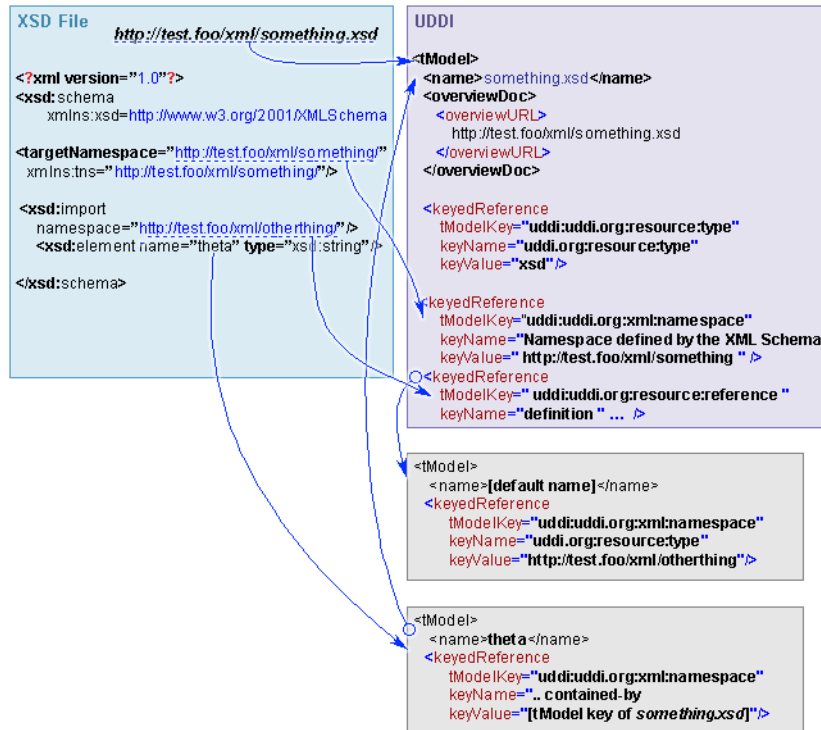 XSD File
http://test.foo/xml/something.xsd
<?xml version="1.0"?>
<xsd:schema
xmlns:xsd=http://www.w3.org/2001/XMLSchema
<targetNamespace="http://test.foo/xml/something/"
xmlns:tns="http://test.foo/xml/something/"/>
<xsd:import
namespace="http://test.foo/xml/otherthing/"/>
<xsd:element name="theta" type="xsd:string"/>
</xsd:schema>
UDDI
<tModel>
<name>something.xsd</name>
<overviewDoc>
<overviewURL>
http://test.foo/xml/something.xsd
</overviewURL>
</overviewDoc>
<keyedReference
tModelKey="uddi:uddi.org:resource:type"
keyName="uddi.org:resource:type"
keyValue="xsd"/>
<keyedReference
tModelKey="uddi:uddi.org:xml:namespace"
keyName="Namespace defined by the XML Schema
keyValue=" http://test.foo/xml/something " />
<keyedReference
tModelKey=" uddi:uddi.org:resource:reference "
keyName="definition " ... />
<tModel>
<name>[default name]</name>
<keyedReference
tModelKey="uddi:uddi.org:xml:namespace"
keyName="uddi.org:resource:type"
keyValue="http://test.foo/xml/otherthing"/>
<tModel>
<name>theta</name>
<keyedReference
tModelKey="uddi:uddi.org:xml:namespace"
keyName=".. contained-by
keyValue="[tModel key of something.xsd]"/>